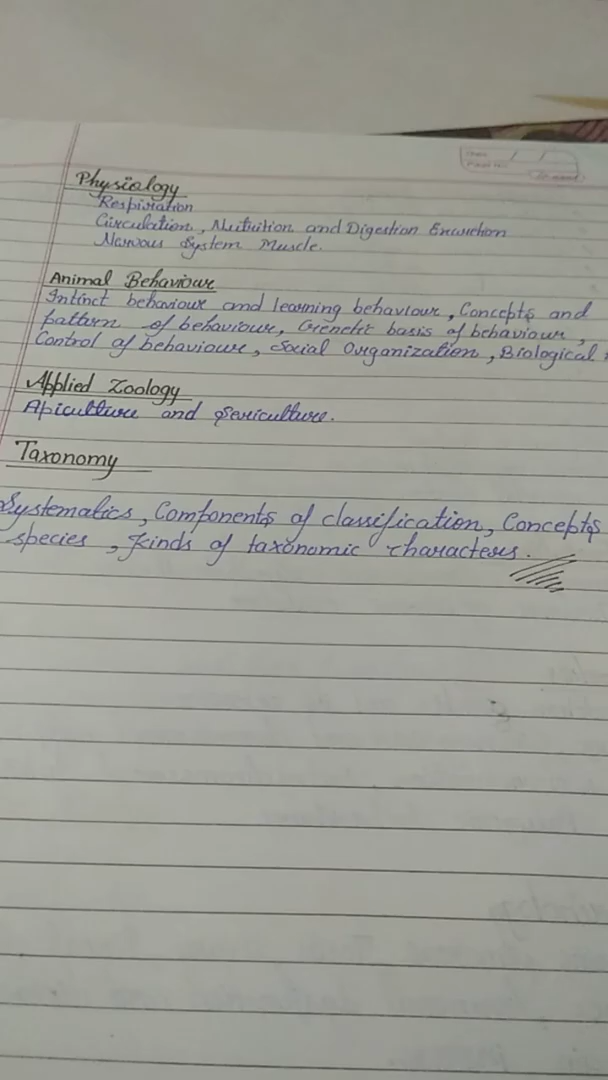 Physiology
Respiration
Circulation, Nutrition and Digestion Excretion
Nervous System Muscle.
Animal Behaviour
Intinct behaviour and learning behaviour, Concepts and
pattern of behaviour, Genetic basis of behaviour,
Control of behaviour, Social Organization, Biological
Applied Zoology
Apiculture and Sericulture.
Taxonomy
Systematics, Components of classification, Concepts
species, Kinds of taxonomic characters.